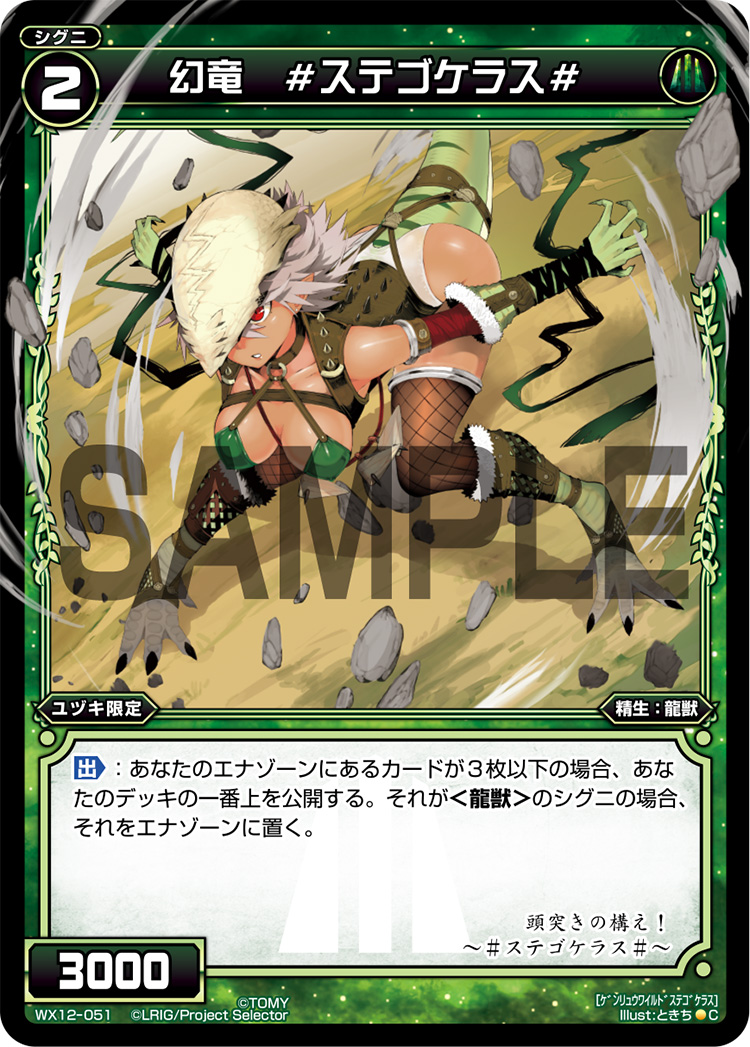 シグニ
2
幻竜 #ステゴケラス#
SAMPLE
ユヅキ限定
精生:龍獣
出:あなたのエナゾーンにあるカードが3枚以下の場合、あな
たのデッキの一番上を公開する。それが<龍獣>のシグニの場合、
それをエナゾーンに置く。
頭突きの構え!
~#ステゴケラス#~
3000
WX12-051 ©LRIG/Project Selector
©TOMY
[ゲンリュウワイルドステゴケラス]
Illust:ときち C